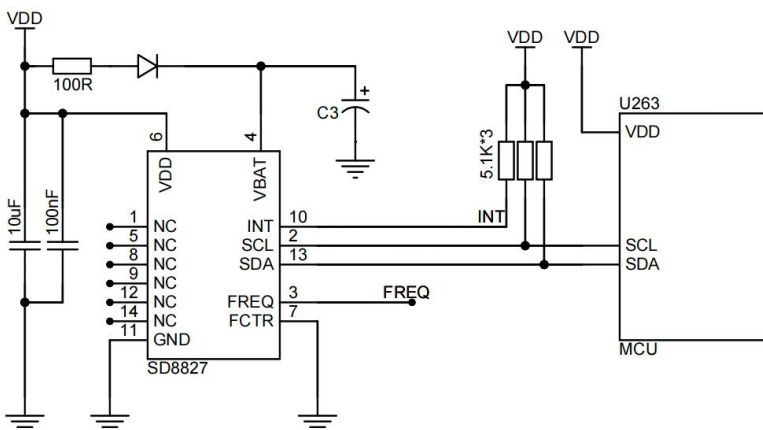 VDD
100R
10uF
100nF
6
VDD
4
VBAT
C3
+
1 NC
5 NC
8 NC
9 NC
12 NC
14 NC
11 GND
INT 10
SCL 2
SDA 13
FREQ 3
FCTR 7
SD8827
FREQ
INT
VDD
5.1K*3
VDD
U263
VDD
SCL
SDA
MCU